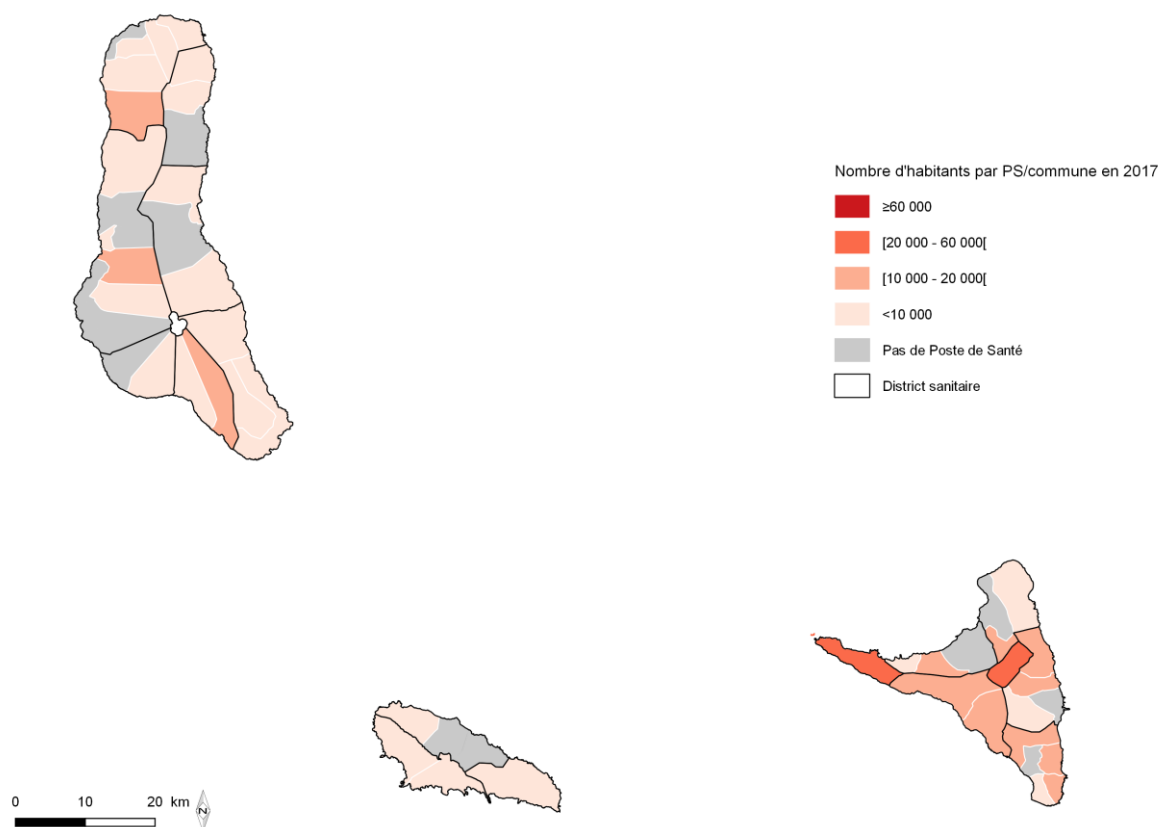 Nombre d'habitants par PS/commune en 2017
≥60 000
[20 000 - 60 000[
[10 000 - 20 000[
<10 000
Pas de Poste de Santé
District sanitaire
0 10 20 km
N